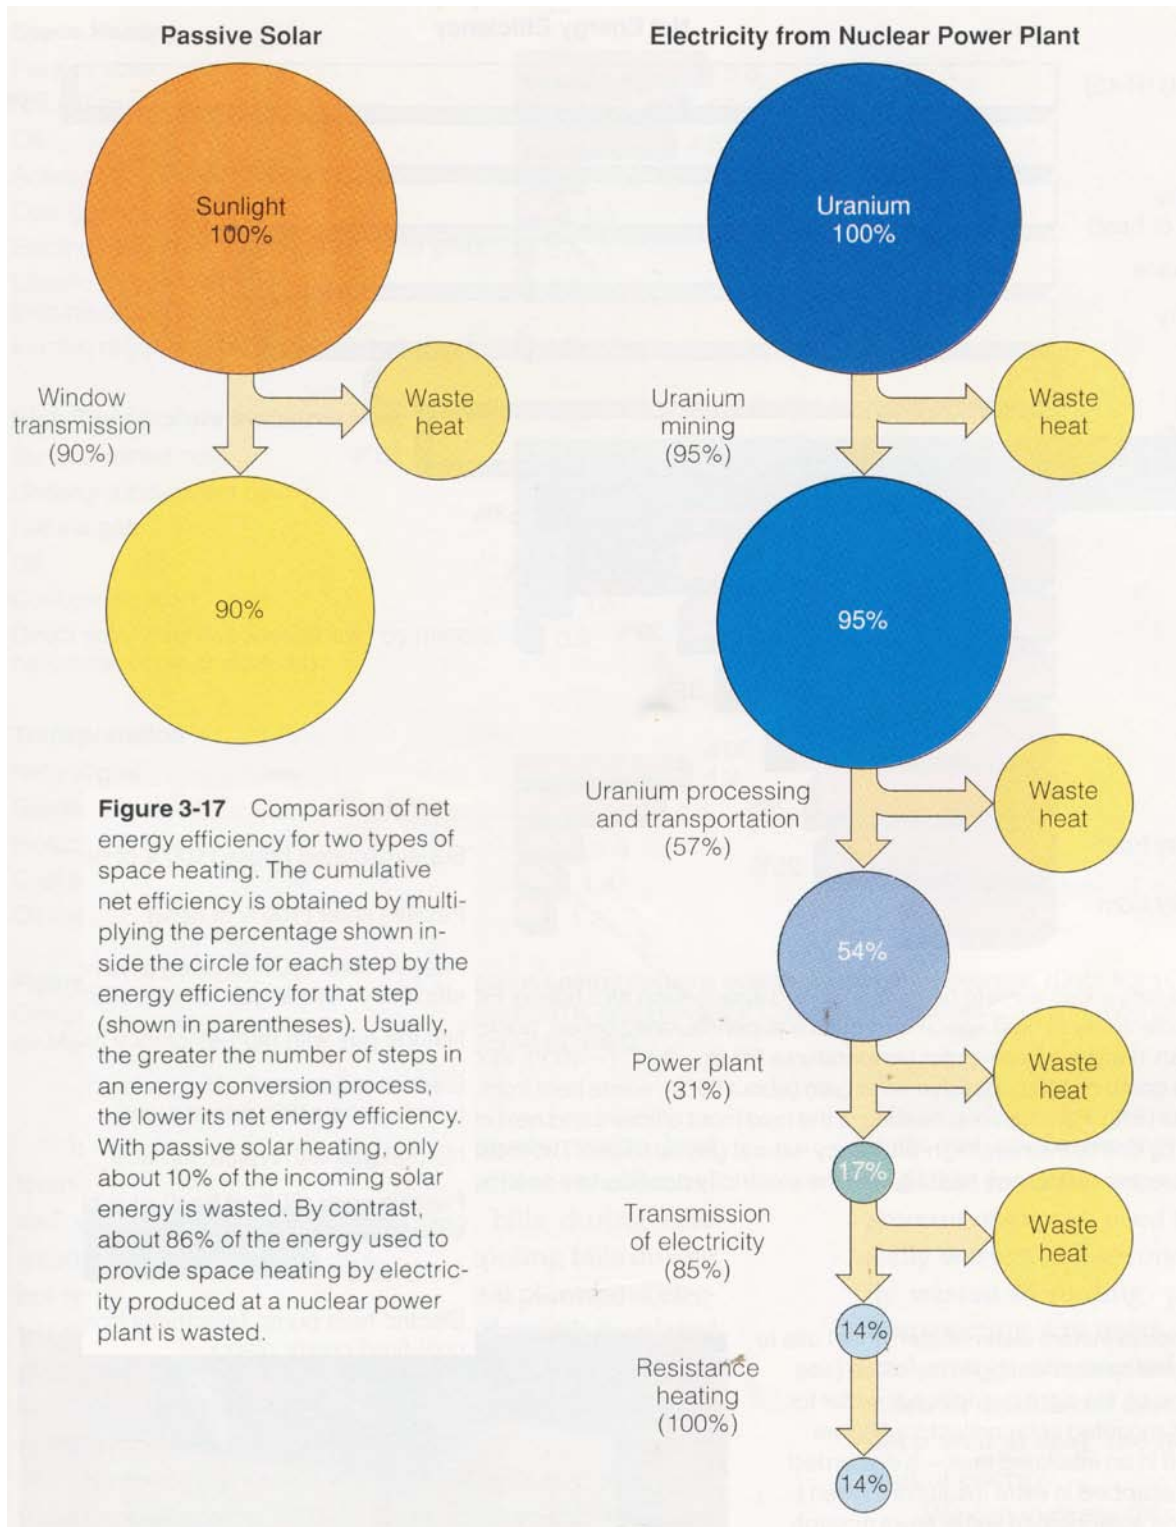 Passive Solar
Sunlight
100%
Window
transmission
(90%)
Waste
heat
90%
Electricity from Nuclear Power Plant
Uranium
100%
Uranium
mining
(95%)
Waste
heat
95%
Uranium processing
and transportation
(57%)
Waste
heat
54%
Power plant
(31%)
Waste
heat
17%
Transmission
of electricity
(85%)
Waste
heat
14%
Resistance
heating
(100%)
14%
Figure 3-17 Comparison of net
energy efficiency for two types of
space heating. The cumulative
net efficiency is obtained by multi-
plying the percentage shown in-
side the circle for each step by the
energy efficiency for that step
(shown in parentheses). Usually,
the greater the number of steps in
an energy conversion process,
the lower its net energy efficiency.
With passive solar heating, only
about 10% of the incoming solar
energy is wasted. By contrast,
about 86% of the energy used to
provide space heating by electric-
ity produced at a nuclear power
plant is wasted.